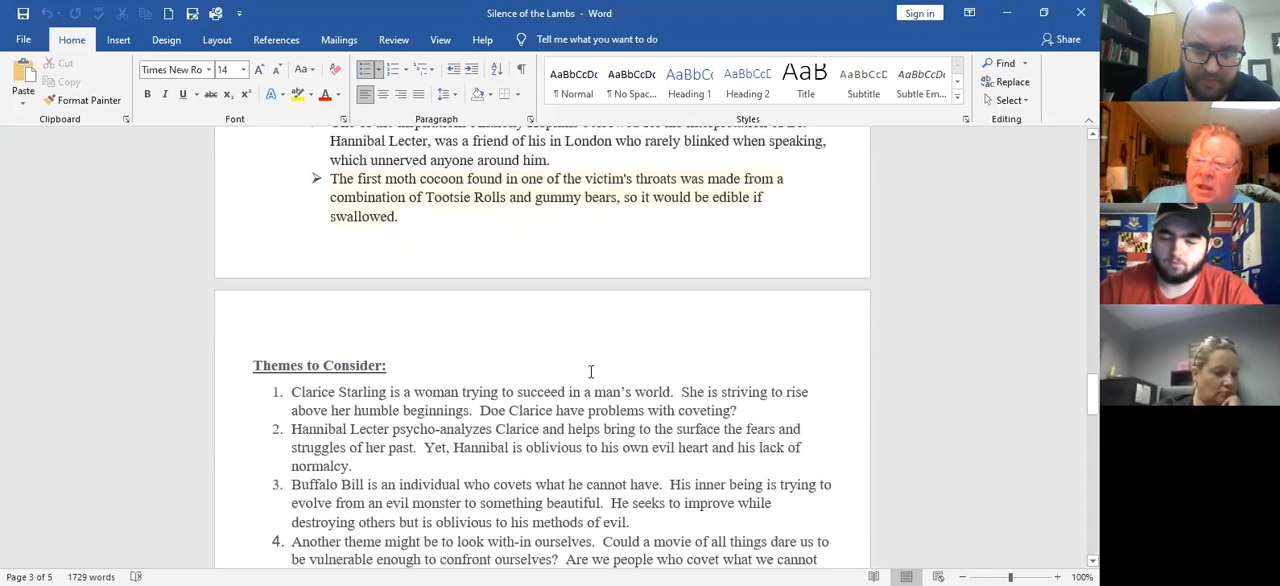 Silence of the Lambs - Word
Sign in
File Home Insert Design Layout References Mailings Review View Help Tell me what you want to do Share
Cut
Copy
Paste
Format Painter
Clipboard
Times New Ro 14
Font
Paragraph
AaBbCcDc AaBbCcDc AaBbCcD AaBbCcD AaB AaBbCcD AaBbCcDc
¶ Normal ¶ No Spac... Heading 1 Heading 2 Title Subtitle Subtle Em...
Styles
Find
Replace
Select
Editing
Hannibal Lecter, was a friend of his in London who rarely blinked when speaking,
which unnerved anyone around him.
➢ The first moth cocoon found in one of the victim's throats was made from a
combination of Tootsie Rolls and gummy bears, so it would be edible if
swallowed.
Themes to Consider:
1. Clarice Starling is a woman trying to succeed in a man's world. She is striving to rise
above her humble beginnings. Doe Clarice have problems with coveting?
2. Hannibal Lecter psycho-analyzes Clarice and helps bring to the surface the fears and
struggles of her past. Yet, Hannibal is oblivious to his own evil heart and his lack of
normalcy.
3. Buffalo Bill is an individual who covets what he cannot have. His inner being is trying to
evolve from an evil monster to something beautiful. He seeks to improve while
destroying others but is oblivious to his methods of evil.
4. Another theme might be to look with-in ourselves. Could a movie of all things dare us to
be vulnerable enough to confront ourselves? Are we people who covet what we cannot
Page 3 of 5 1729 words 100%